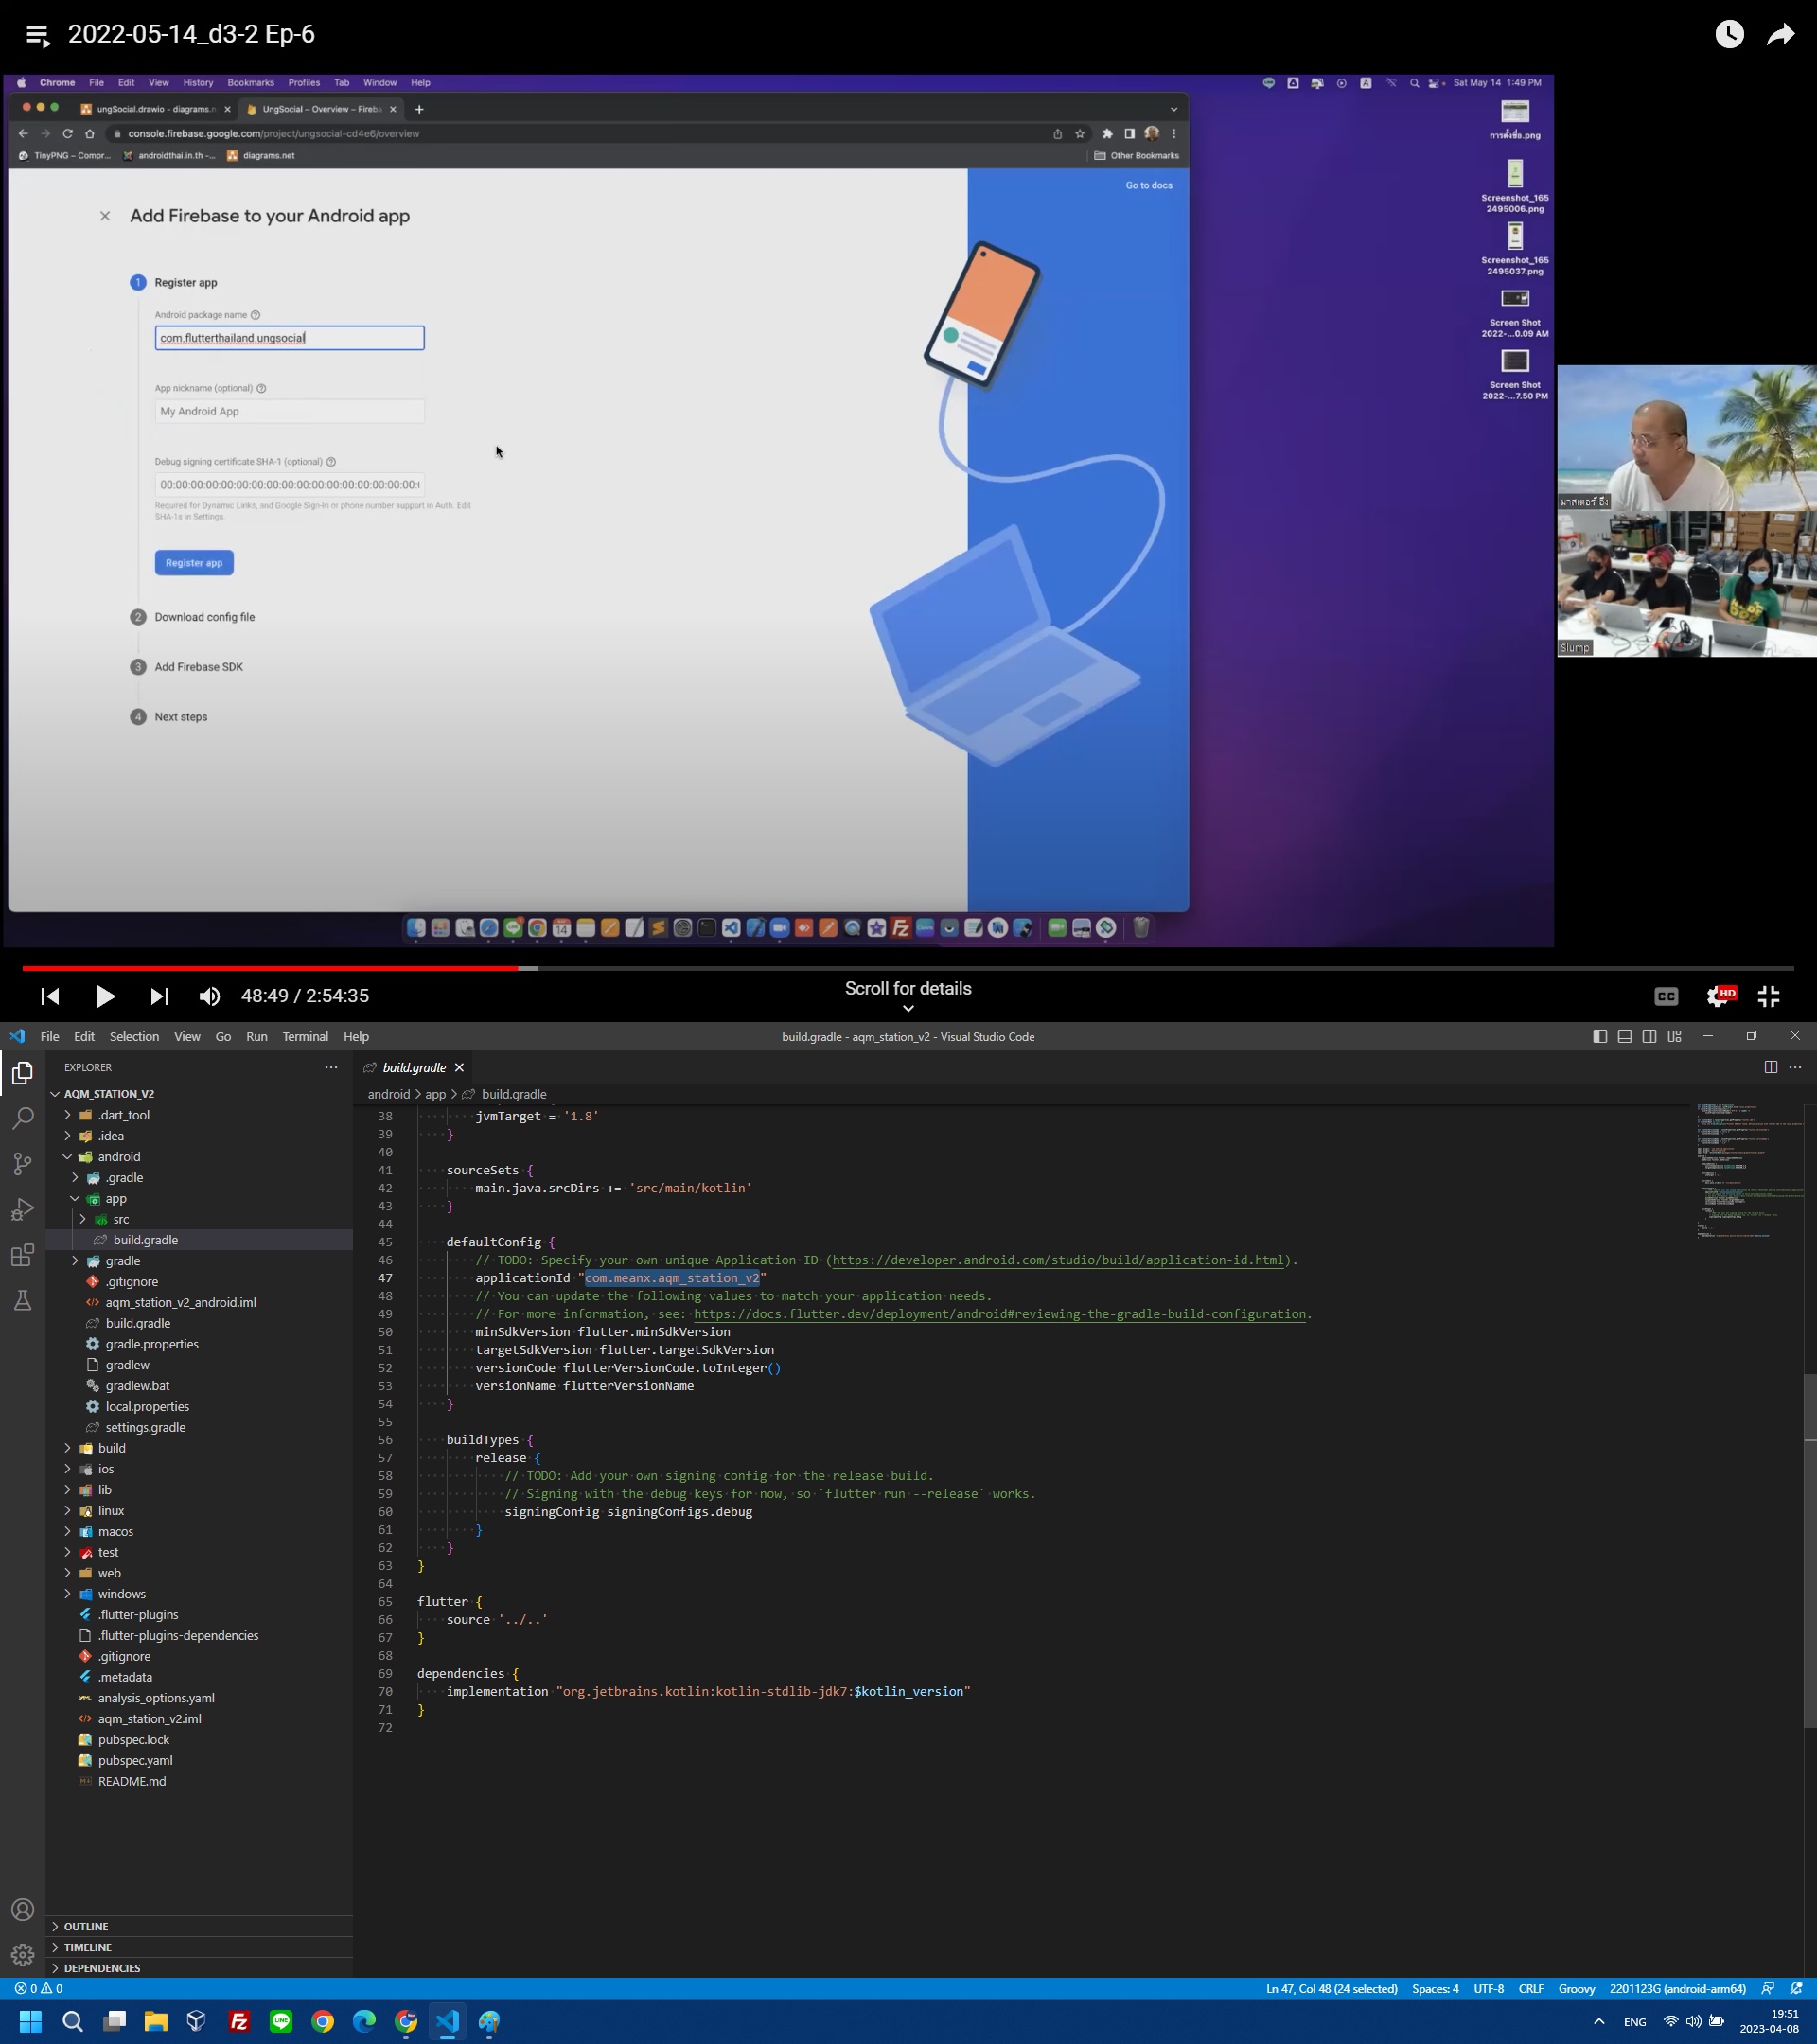 2022-05-14_d3-2 Ep-6
Chrome File Edit View History Bookmarks Profiles Tab Window Help
Sat May 14 1:49 PM
ungSocial.drawio - diagrams.n
UngSocial – Overview – Fireba
console.firebase.google.com/project/ungsocial-cd4e6/overview
TinyPNG – Compr...
androidthai.in.th -...
diagrams.net
Other Bookmarks
Go to docs
Add Firebase to your Android app
1 Register app
Android package name
com.flutterthailand.ungsocial
App nickname (optional)
My Android App
Debug signing certificate SHA-1 (optional)
00:00:00:00:00:00:00:00:00:00:00:00:00:00:00:00:00:
Required for Dynamic Links, and Google Sign-In or phone number support in Auth. Edit
SHA-1s in Settings.
Register app
2 Download config file
3 Add Firebase SDK
4 Next steps
การตั้งชื่อ.png
Screenshot_165
2495006.png
Screenshot_165
2495037.png
Screen Shot
2022-...0.09 AM
Screen Shot
2022-...7.50 PM
มาสเตอร์ อึ่ง
Slump
48:49 / 2:54:35
Scroll for details
CC
HD
File Edit Selection View Go Run Terminal Help
build.gradle - aqm_station_v2 - Visual Studio Code
EXPLORER
AQM_STATION_V2
.dart_tool
.idea
android
.gradle
app
src
build.gradle
gradle
.gitignore
aqm_station_v2_android.iml
build.gradle
gradle.properties
gradlew
gradlew.bat
local.properties
settings.gradle
build
ios
lib
linux
macos
test
web
windows
.flutter-plugins
.flutter-plugins-dependencies
.gitignore
.metadata
analysis_options.yaml
aqm_station_v2.iml
pubspec.lock
pubspec.yaml
README.md
OUTLINE
TIMELINE
DEPENDENCIES
build.gradle
android > app > build.gradle
38 jvmTarget = '1.8'
39 }
40
41 sourceSets {
42 main.java.srcDirs += 'src/main/kotlin'
43 }
44
45 defaultConfig {
46 // TODO: Specify your own unique Application ID (https://developer.android.com/studio/build/application-id.html).
47 applicationId "com.meanx.aqm_station_v2"
48 // You can update the following values to match your application needs.
49 // For more information, see: https://docs.flutter.dev/deployment/android#reviewing-the-gradle-build-configuration.
50 minSdkVersion flutter.minSdkVersion
51 targetSdkVersion flutter.targetSdkVersion
52 versionCode flutterVersionCode.toInteger()
53 versionName flutterVersionName
54 }
55
56 buildTypes {
57 release {
58 // TODO: Add your own signing config for the release build.
59 // Signing with the debug keys for now, so `flutter run --release` works.
60 signingConfig signingConfigs.debug
61 }
62 }
63 }
64
65 flutter {
66 source '../..'
67 }
68
69 dependencies {
70 implementation "org.jetbrains.kotlin:kotlin-stdlib-jdk7:$kotlin_version"
71 }
72
0 0
Ln 47, Col 48 (24 selected) Spaces: 4 UTF-8 CRLF Groovy 2201123G (android-arm64)
ENG
19:51
2023-04-08